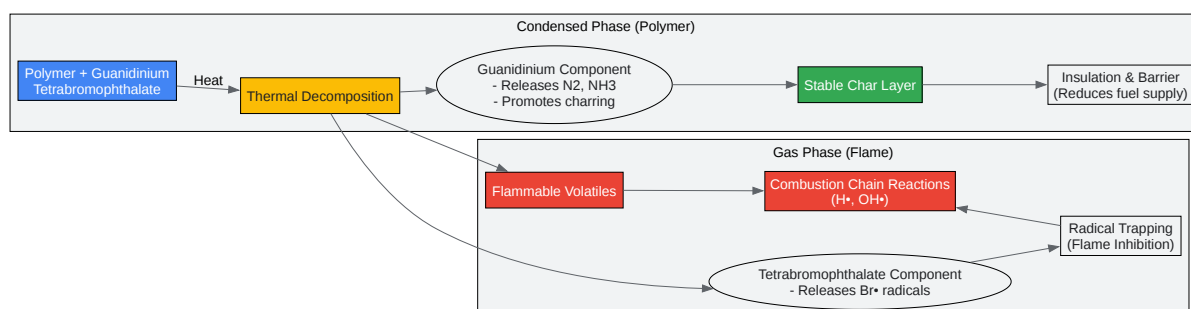 Condensed Phase (Polymer)
Polymer + Guanidinium
Tetrabromophthalate
Heat
Thermal Decomposition
Guanidinium Component
- Releases N2, NH3
- Promotes charring
Stable Char Layer
Insulation & Barrier
(Reduces fuel supply)
Gas Phase (Flame)
Flammable Volatiles
Combustion Chain Reactions
(H•, OH•)
Radical Trapping
(Flame Inhibition)
Tetrabromophthalate Component
- Releases Br• radicals